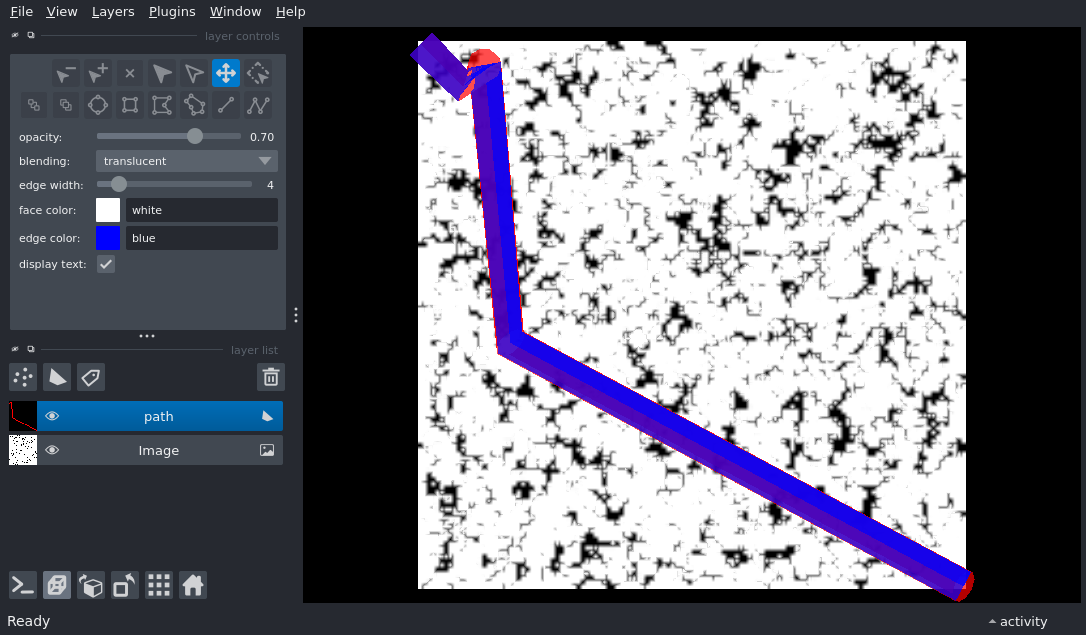 File View Layers Plugins Window Help
layer controls
opacity: 0.70
blending: translucent
edge width: 4
face color: white
edge color: blue
display text:
layer list
path
Image
Ready activity